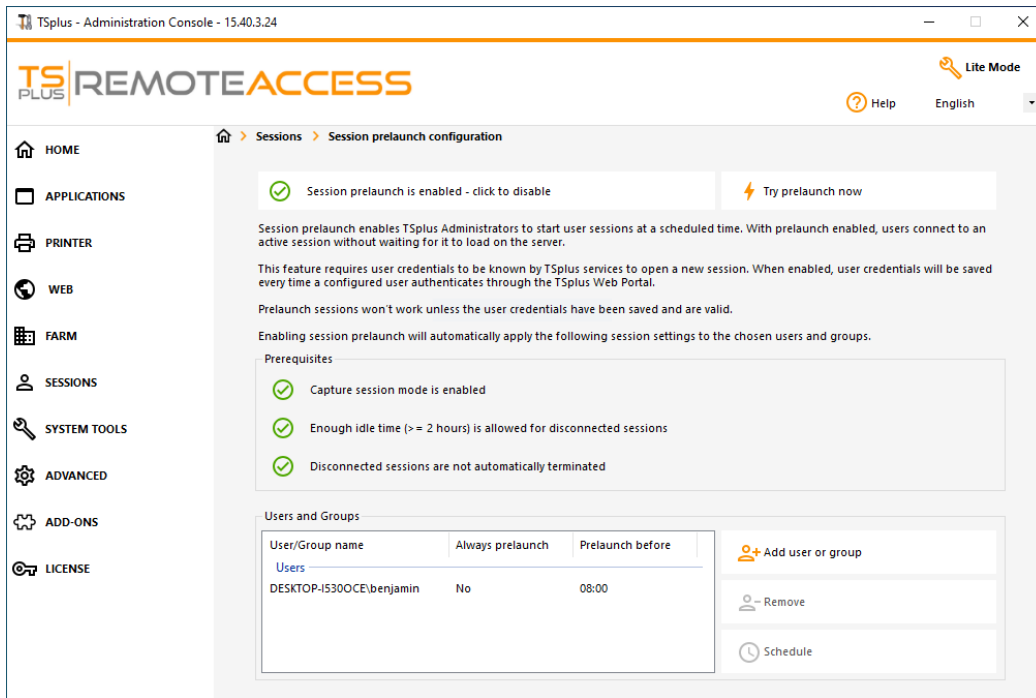 TSplus - Administration Console - 15.40.3.24
TS PLUS REMOTEACCESS
Lite Mode
Help
English
HOME
APPLICATIONS
PRINTER
WEB
FARM
SESSIONS
SYSTEM TOOLS
ADVANCED
ADD-ONS
LICENSE
Sessions > Session prelaunch configuration
Session prelaunch is enabled - click to disable
Try prelaunch now
Session prelaunch enables TSplus Administrators to start user sessions at a scheduled time. With prelaunch enabled, users connect to an
active session without waiting for it to load on the server.
This feature requires user credentials to be known by TSplus services to open a new session. When enabled, user credentials will be saved
every time a configured user authenticates through the TSplus Web Portal.
Prelaunch sessions won't work unless the user credentials have been saved and are valid.
Enabling session prelaunch will automatically apply the following session settings to the chosen users and groups.
Prerequisites
Capture session mode is enabled
Enough idle time (>= 2 hours) is allowed for disconnected sessions
Disconnected sessions are not automatically terminated
Users and Groups
User/Group name Always prelaunch Prelaunch before
Users
DESKTOP-I530OCE\benjamin No 08:00
Add user or group
Remove
Schedule